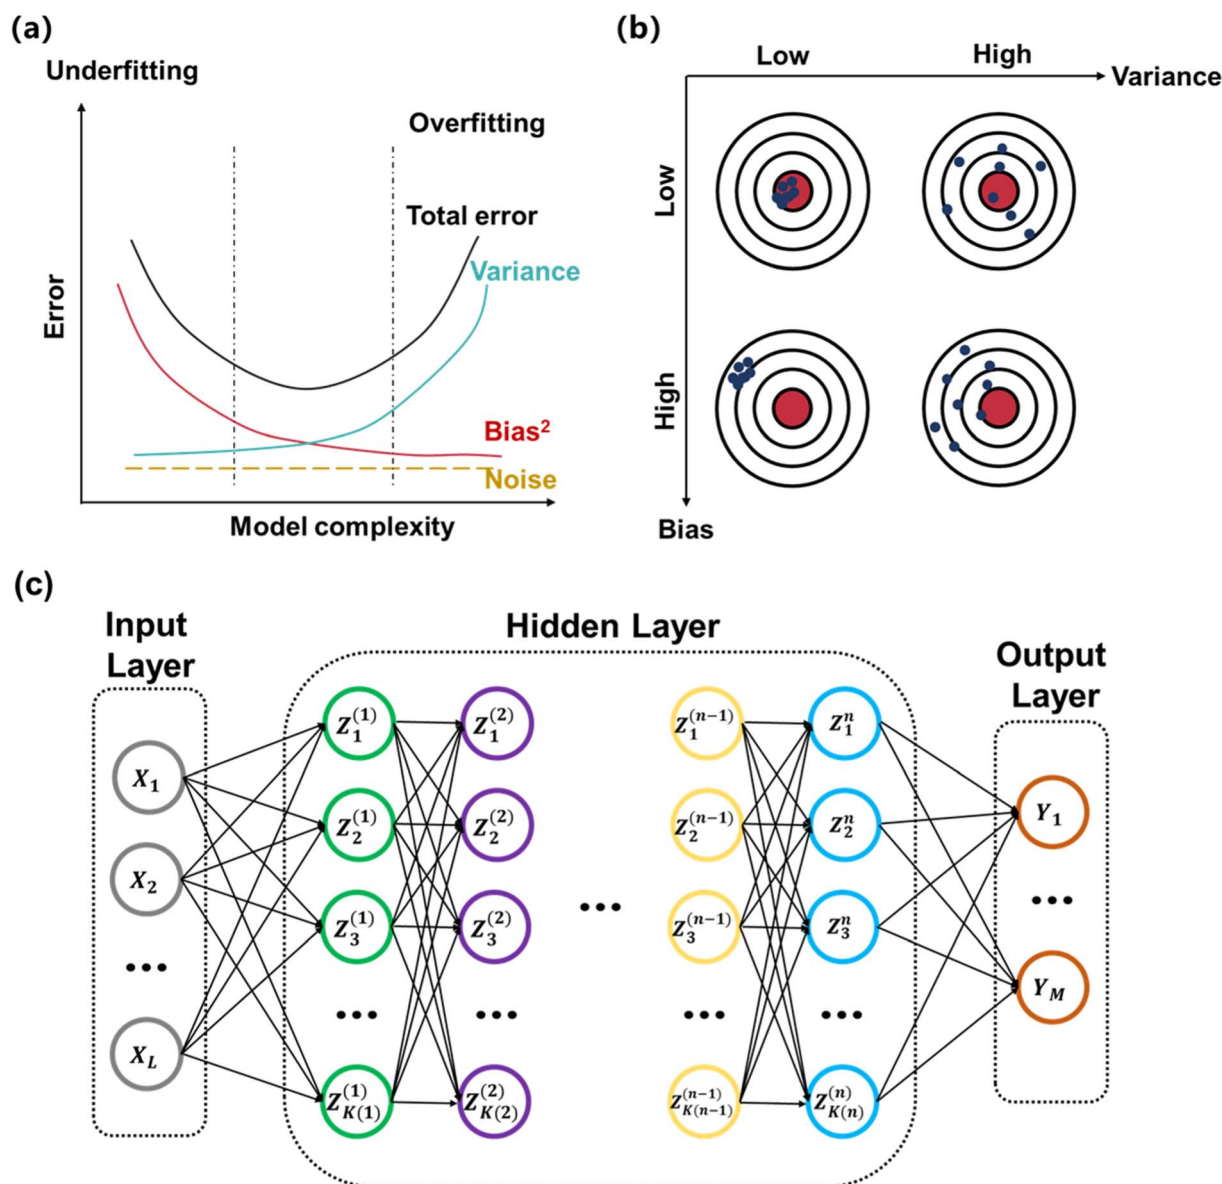 (a)
Underfitting
Overfitting
Total error
Variance
Error
Bias²
Noise
Model complexity
(b)
Low High
Variance
Low
High
Bias
(c)
Input
Layer
Hidden Layer
Output
Layer
X₁
X₂
...
X_L
Z₁⁽¹⁾
Z₂⁽¹⁾
Z₃⁽¹⁾
...
Z_K(1)⁽¹⁾
Z₁⁽²⁾
Z₂⁽²⁾
Z₃⁽²⁾
...
Z_K(2)⁽²⁾
...
Z₁⁽ⁿ⁻¹⁾
Z₂⁽ⁿ⁻¹⁾
Z₃⁽ⁿ⁻¹⁾
...
Z_K(n−1)⁽ⁿ⁻¹⁾
Z₁ⁿ
Z₂ⁿ
Z₃ⁿ
...
Z_K(n)⁽ⁿ⁾
Y₁
...
Y_M